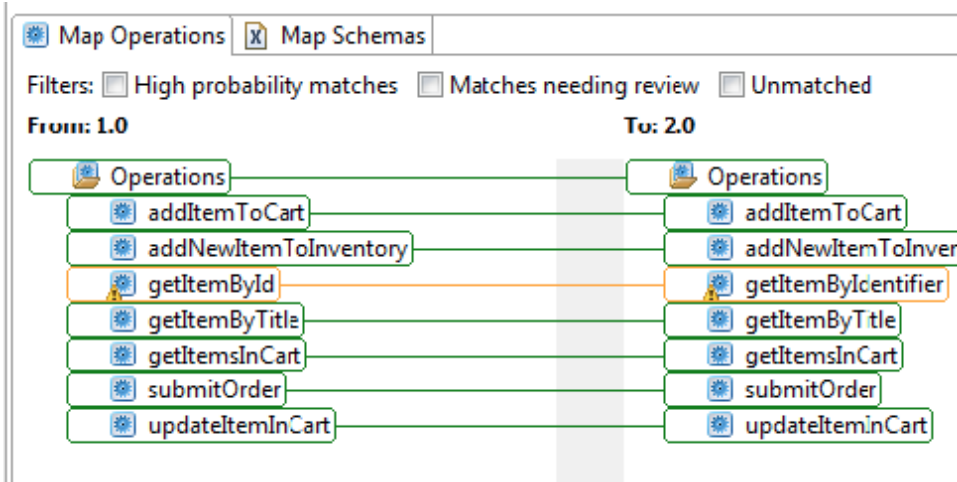 Map Operations Map Schemas
Filters: High probability matches Matches needing review Unmatched
From: 1.0 To: 2.0
Operations Operations
addItemToCart addItemToCart
addNewItemToInventory addNewItemToInver
getItemById getItemByIdentifier
getItemByTitle getItemByTitle
getItemsInCart getItemsInCart
submitOrder submitOrder
updateItemInCart updateItemInCart